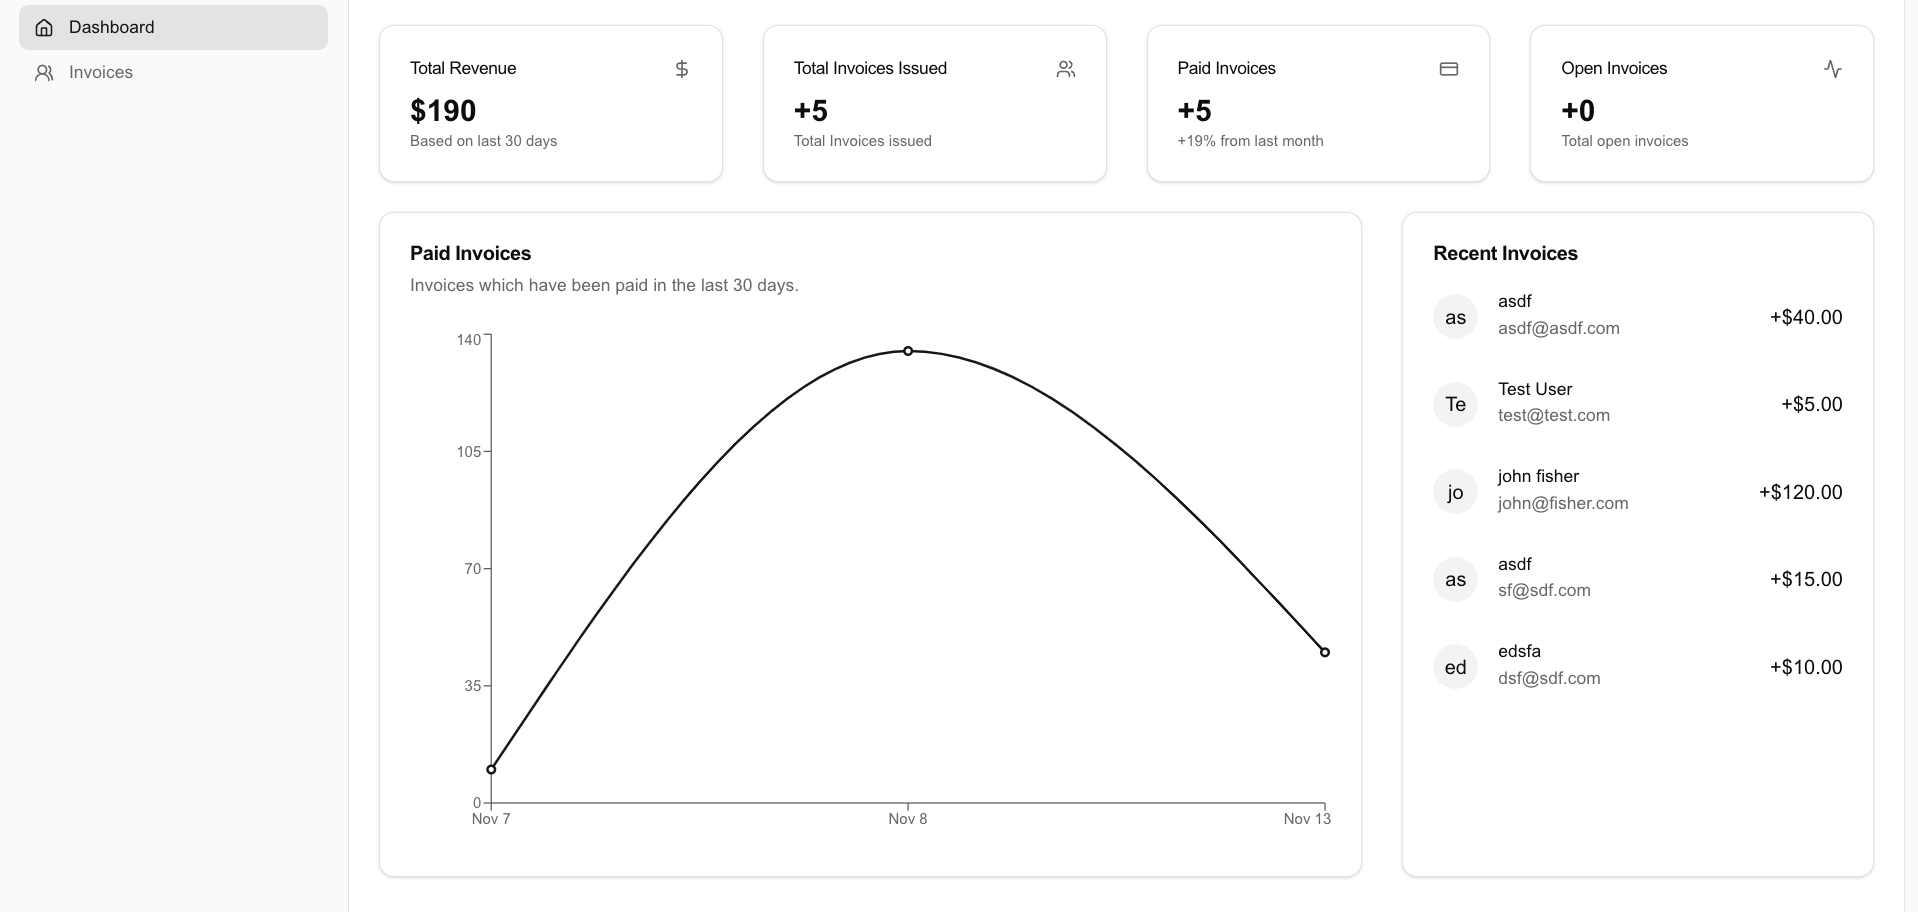 Dashboard
Invoices
Total Revenue
$190
Based on last 30 days
Total Invoices Issued
+5
Total Invoices issued
Paid Invoices
+5
+19% from last month
Open Invoices
+0
Total open invoices
Paid Invoices
Invoices which have been paid in the last 30 days.
140
105
70
35
0
Nov 7
Nov 8
Nov 13
Recent Invoices
as
asdf
asdf@asdf.com
+$40.00
Te
Test User
test@test.com
+$5.00
jo
john fisher
john@fisher.com
+$120.00
as
asdf
sf@sdf.com
+$15.00
ed
edsfa
dsf@sdf.com
+$10.00